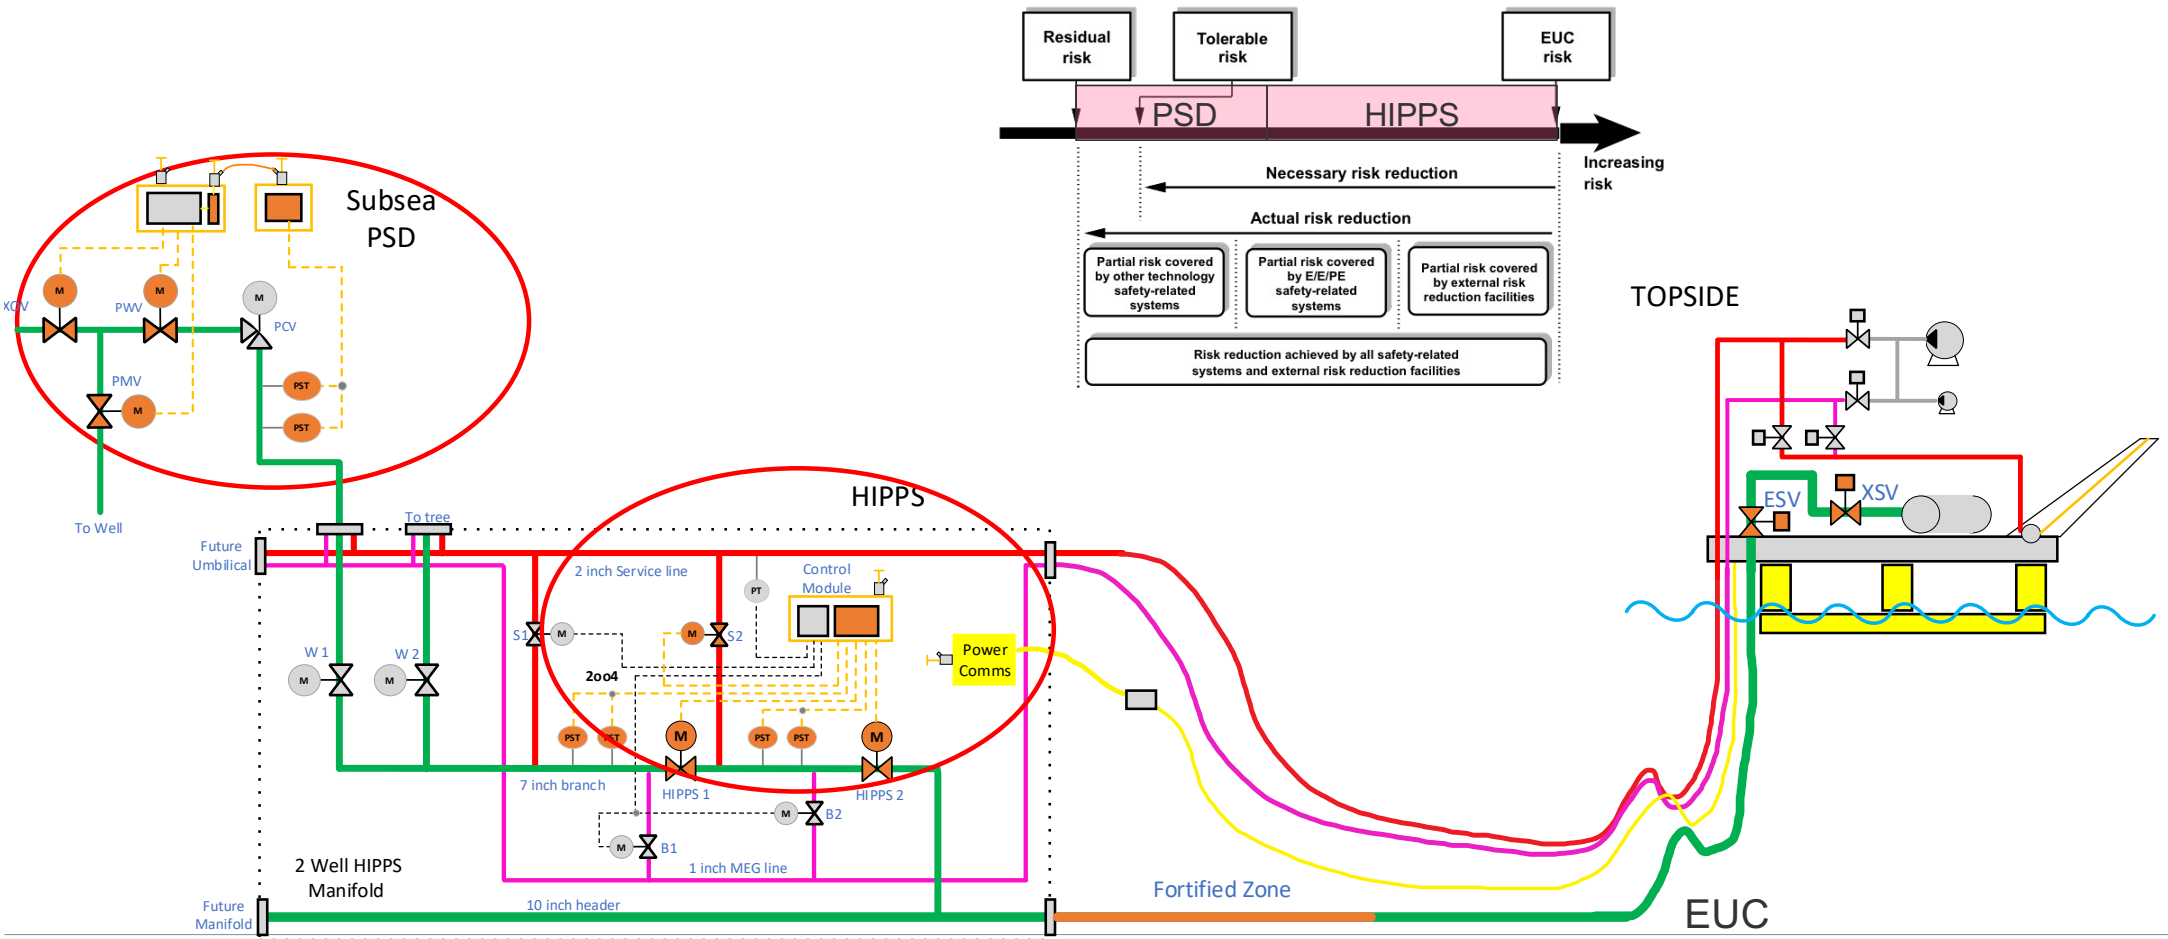 Residual
risk
Tolerable
risk
EUC
risk
PSD
HIPPS
Increasing
risk
Necessary risk reduction
Actual risk reduction
Partial risk covered
by other technology
safety-related
systems
Partial risk covered
by E/E/PE
safety-related
systems
Partial risk covered
by external risk
reduction facilities
Risk reduction achieved by all safety-related
systems and external risk reduction facilities
Subsea
PSD
M
M
M
XOV
PWV
PCV
PMV
M
PST
PST
To Well
TOPSIDE
ESV
XSV
HIPPS
To tree
Future
Umbilical
2 inch Service line
Control
Module
PT
S1
M
M
S2
Power
Comms
W 1
W 2
M
M
2oo4
PST
PST
M
PST
PST
M
7 inch branch
HIPPS 1
HIPPS 2
M
B2
M
B1
2 Well HIPPS
Manifold
1 inch MEG line
Future
Manifold
10 inch header
Fortified Zone
EUC